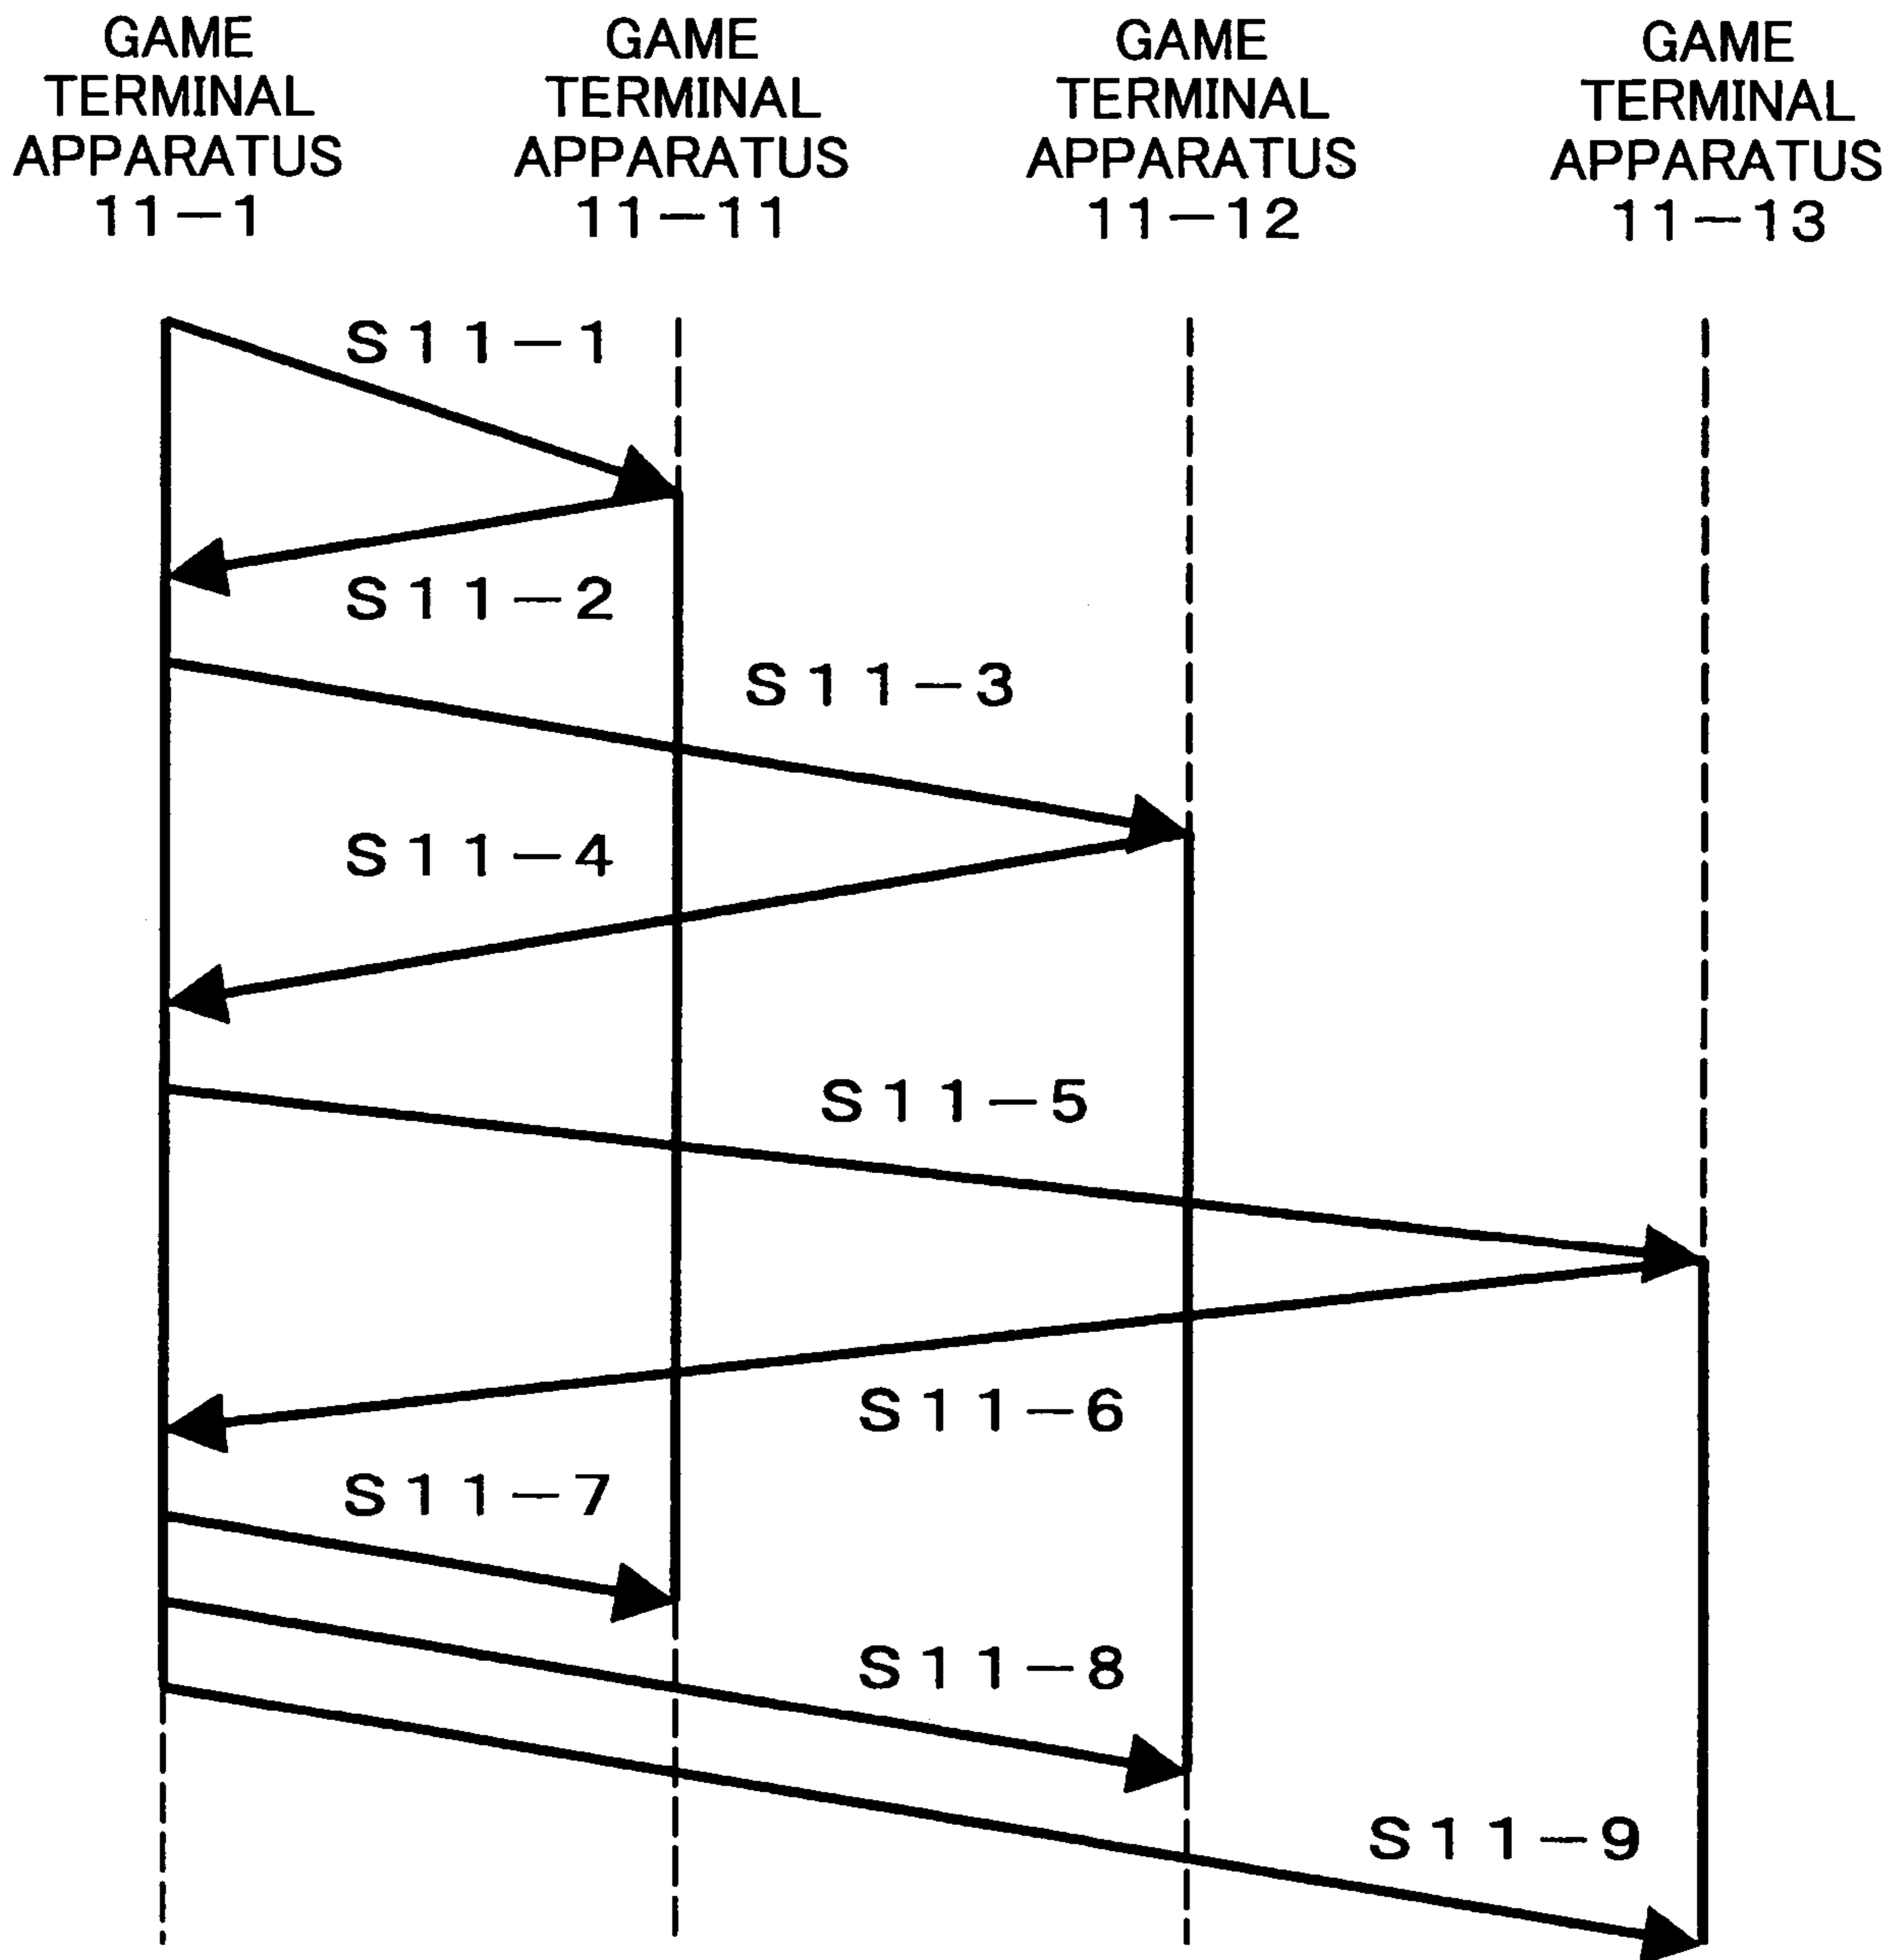 GAME
TERMINAL
APPARATUS
11-1
GAME
TERMINAL
APPARATUS
11-11
GAME
TERMINAL
APPARATUS
11-12
GAME
TERMINAL
APPARATUS
11-13
S11-1
S11-2
S11-3
S11-4
S11-5
S11-6
S11-7
S11-8
S11-9